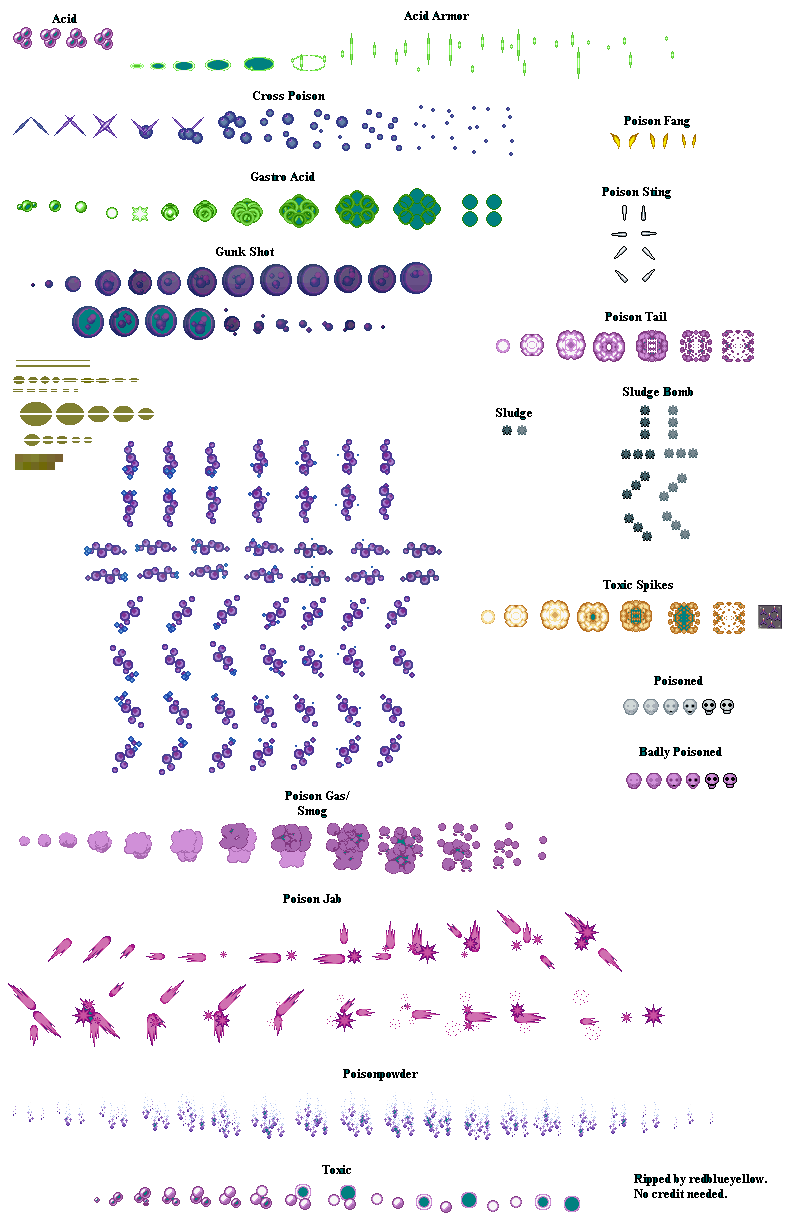 Acid
Acid Armor
Cross Poison
Poison Fang
Gastro Acid
Poison Sting
Gunk Shot
Poison Tail
Sludge Bomb
Sludge
Toxic Spikes
Poisoned
Badly Poisoned
Poison Gas/
Smog
Poison Jab
Poisonpowder
Toxic
Ripped by redblueyellow.
No credit needed.